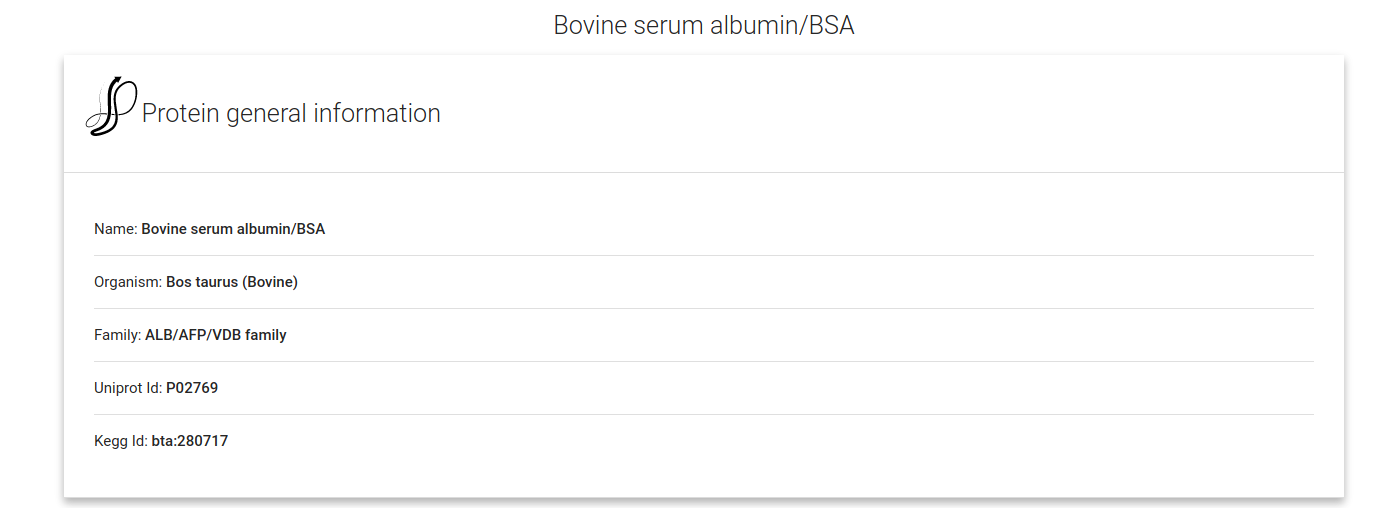 Bovine serum albumin/BSA
Protein general information
Name: Bovine serum albumin/BSA
Organism: Bos taurus (Bovine)
Family: ALB/AFP/VDB family
Uniprot Id: P02769
Kegg Id: bta:280717